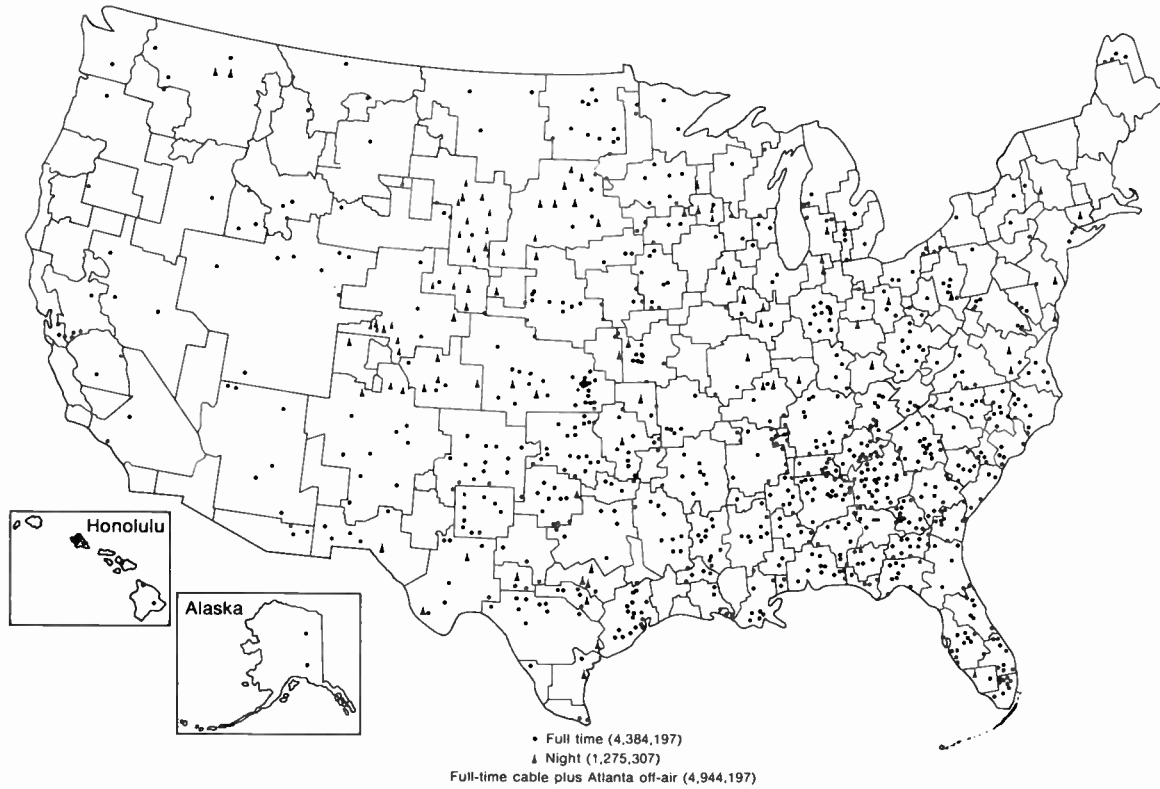 Honolulu
Alaska
• Full time (4,384,197)
▲ Night (1,275,307)
Full-time cable plus Atlanta off-air (4,944,197)